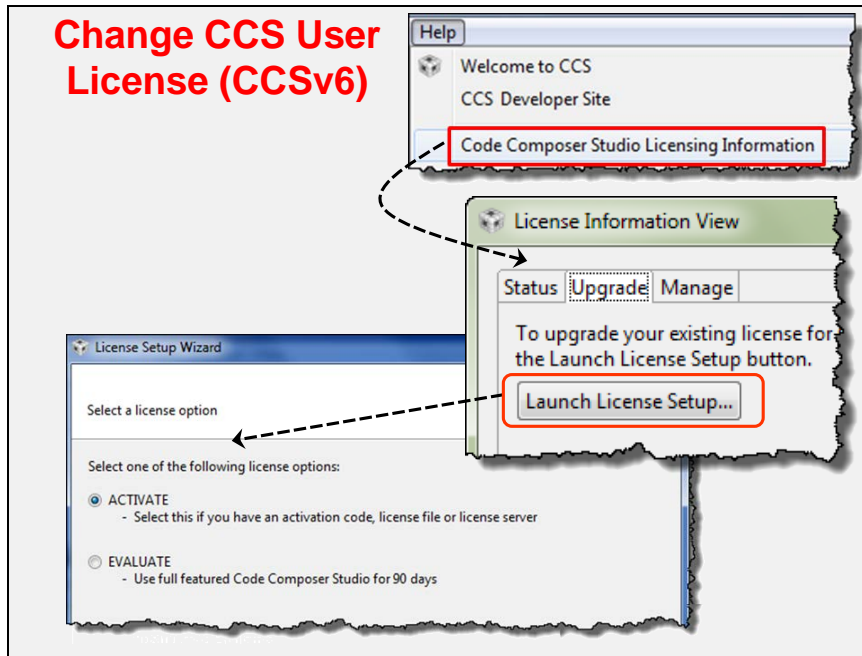 Change CCS User
License (CCSv6)
Help
Welcome to CCS
CCS Developer Site
Code Composer Studio Licensing Information
License Information View
Status Upgrade Manage
To upgrade your existing license for
the Launch License Setup button.
Launch License Setup...
License Setup Wizard
Select a license option
Select one of the following license options:
ACTIVATE
- Select this if you have an activation code, license file or license server
EVALUATE
- Use full featured Code Composer Studio for 90 days